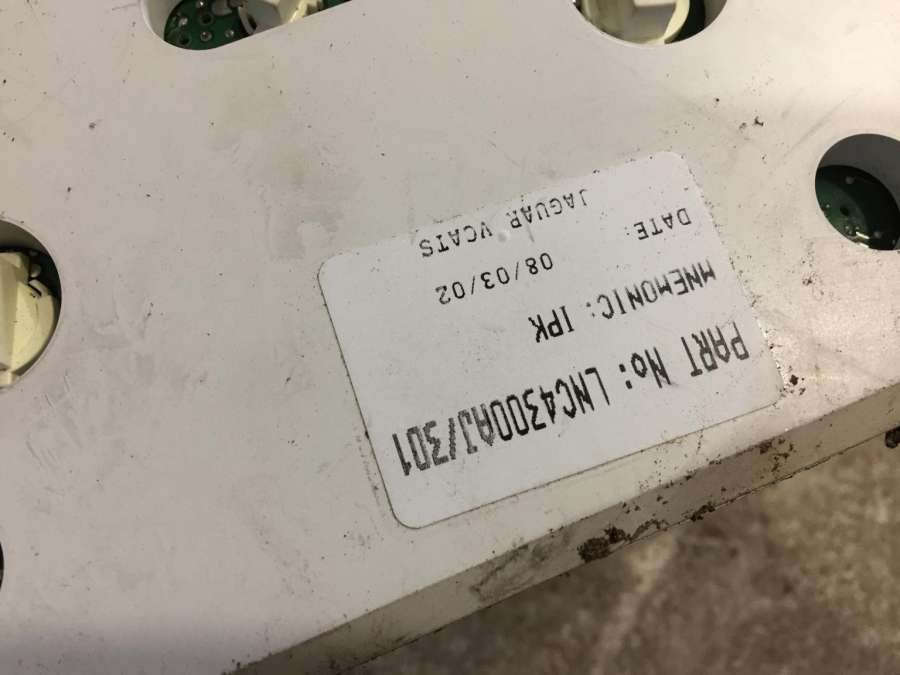 PART No: LNC4300AJ/301
MNEMONIC: IPK
DATE: 08/03/02
JAGUAR VCATS